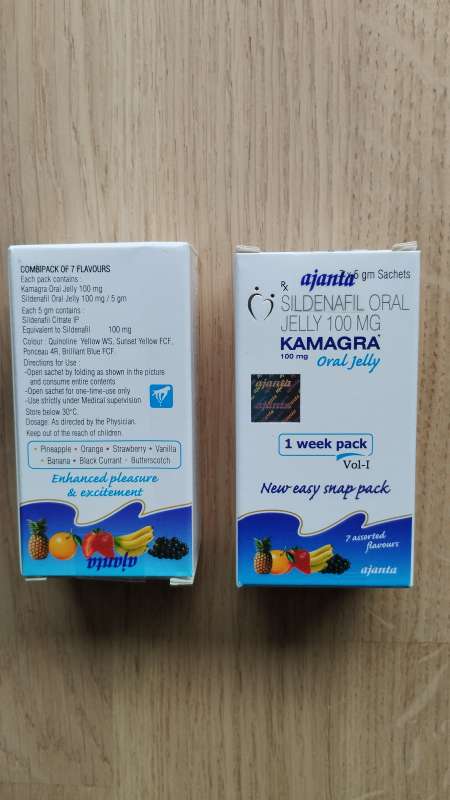 COMBIPACK OF 7 FLAVOURS
Each pack contains :
Kamagra Oral Jelly 100 mg
Sildenafil Oral Jelly 100 mg / 5 gm
Each 5 gm contains :
Sildenafil Citrate IP
Equivalent to Sildenafil 100 mg
Colour : Quinoline Yellow WS, Sunset Yellow FCF,
Ponceau 4R, Brilliant Blue FCF.
Directions for Use :
-Open sachet by folding as shown in the picture
and consume entire contents
-Open sachet for one-time-use only
-Use strictly under Medical supervision
Store below 30°C.
Dosage: As directed by the Physician.
Keep out of the reach of children.
• Pineapple • Orange • Strawberry • Vanilla
• Banana • Black Currant • Butterscotch
Enhanced pleasure
& excitement
ajanta
ajanta
7 x 5 gm Sachets
Rx
SILDENAFIL ORAL
JELLY 100 MG
KAMAGRA
100 mg Oral Jelly
ajanta
ajanta
1 week pack
Vol-I
New easy snap pack
7 assorted
flavours
ajanta